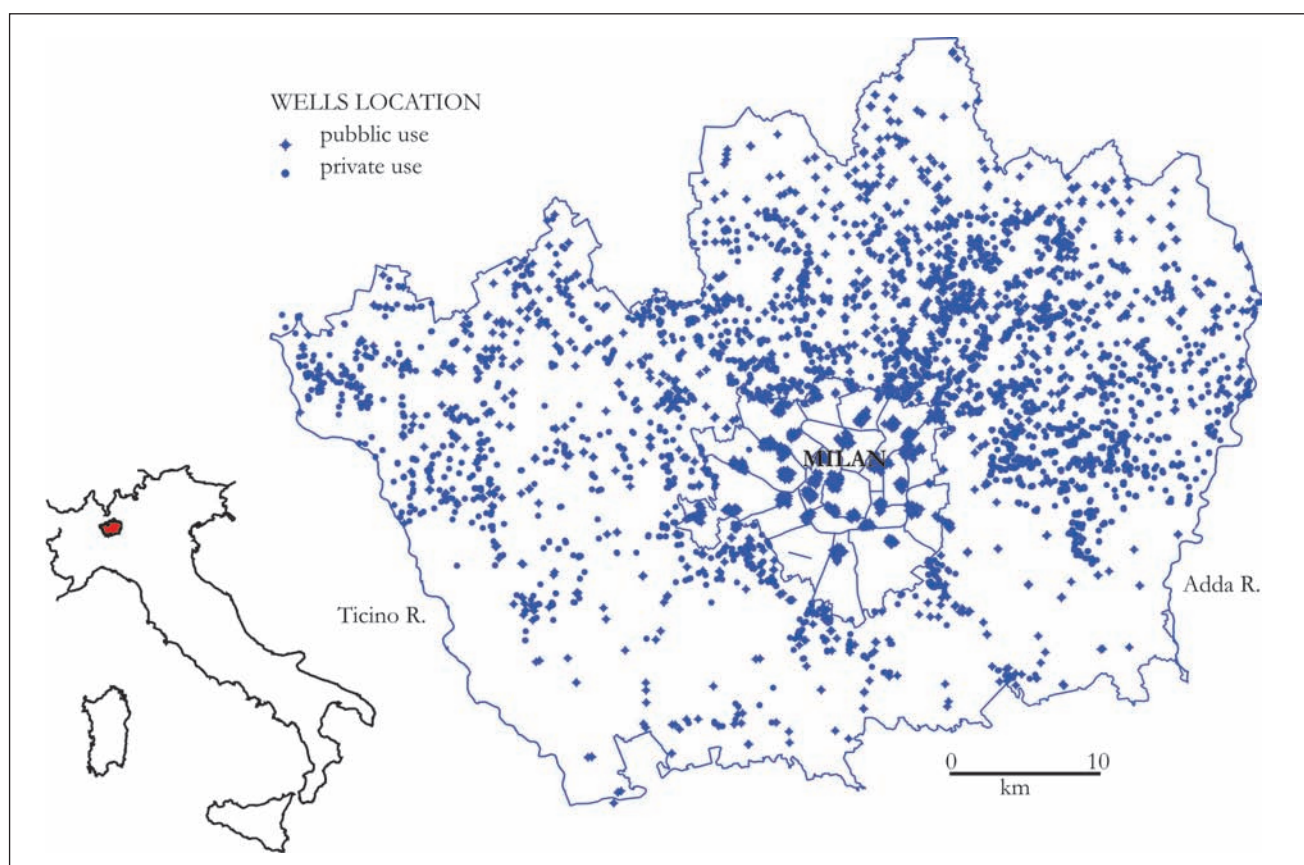 WELLS LOCATION
pubblic use
private use
MILAN
Ticino R.
Adda R.
0 10
km